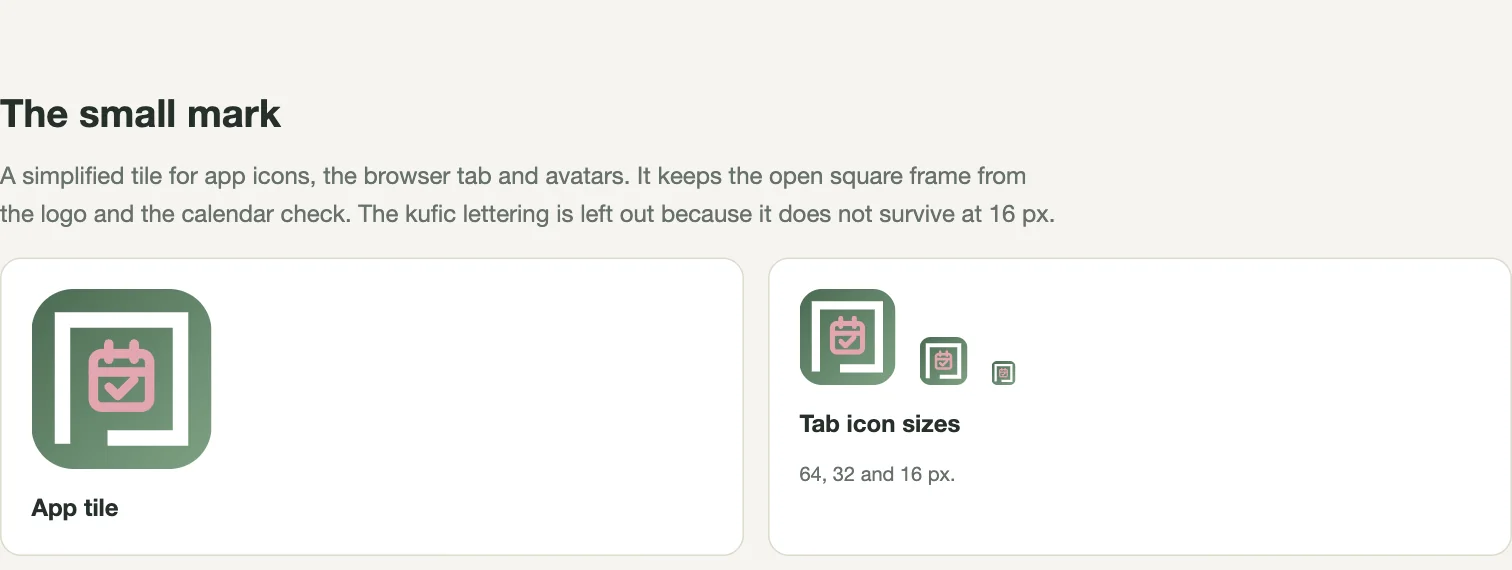 The small mark
A simplified tile for app icons, the browser tab and avatars. It keeps the open square frame from
the logo and the calendar check. The kufic lettering is left out because it does not survive at 16 px.
App tile
Tab icon sizes
64, 32 and 16 px.